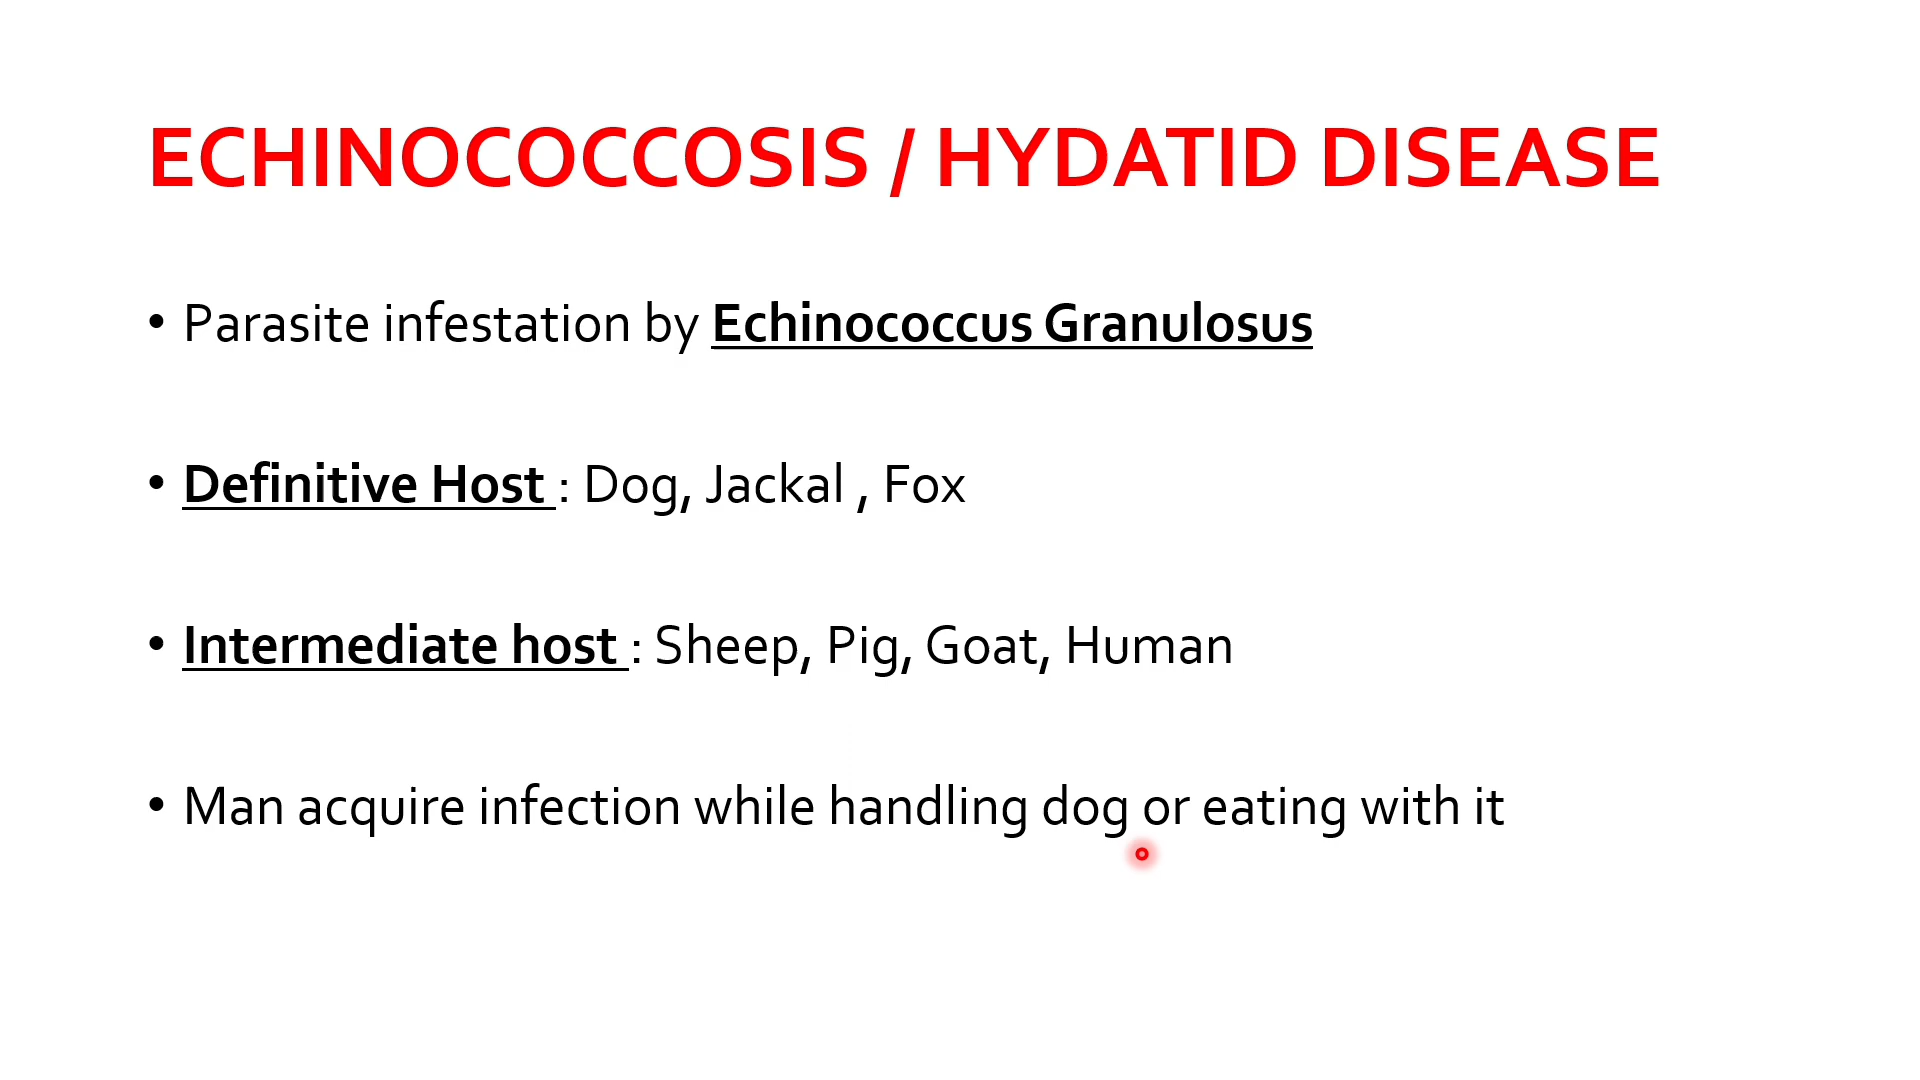 ECHINOCOCCOSIS / HYDATID DISEASE
• Parasite infestation by Echinococcus Granulosus
• Definitive Host : Dog, Jackal , Fox
• Intermediate host : Sheep, Pig, Goat, Human
• Man acquire infection while handling dog or eating with it